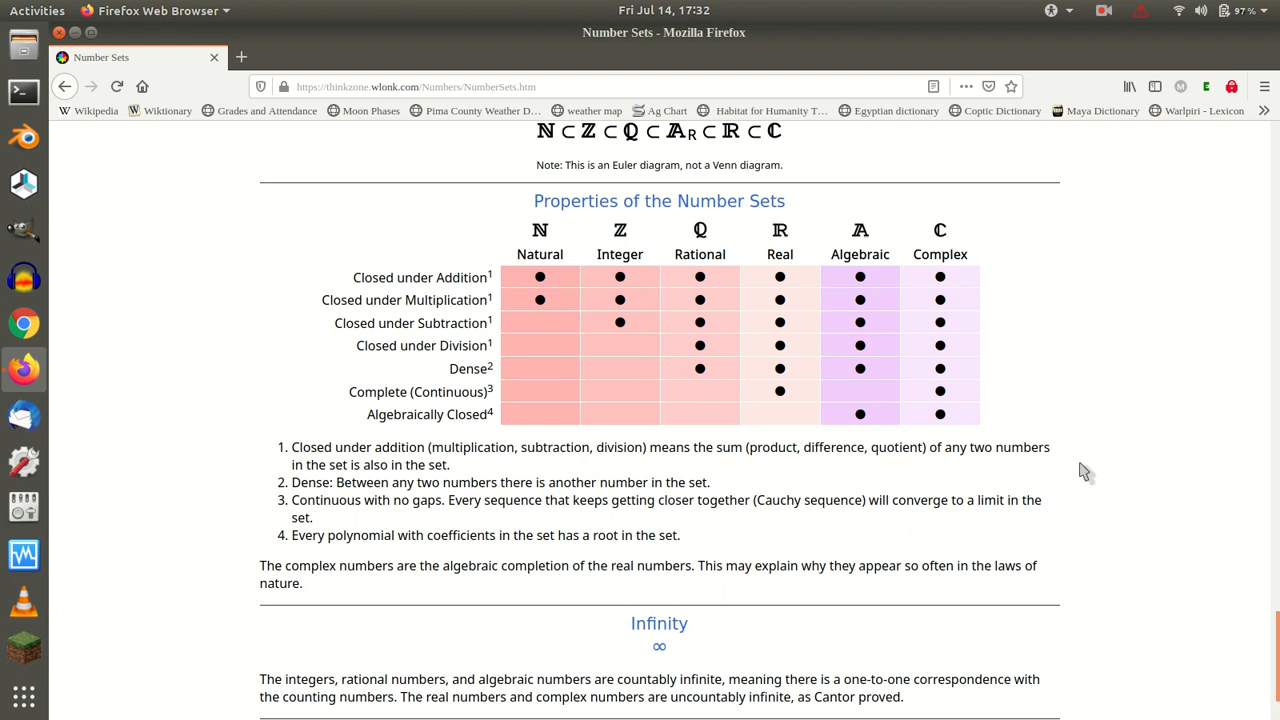 Activities Firefox Web Browser Fri Jul 14, 17:32 97 %
Number Sets - Mozilla Firefox
Number Sets
https://thinkzone.wlonk.com/Numbers/NumberSets.htm
Wikipedia Wiktionary Grades and Attendance Moon Phases Pima County Weather D… weather map Ag Chart Habitat for Humanity T… Egyptian dictionary Coptic Dictionary Maya Dictionary Warlpiri - Lexicon
ℕ ⊂ ℤ ⊂ ℚ ⊂ 𝔸R ⊂ ℝ ⊂ ℂ
Note: This is an Euler diagram, not a Venn diagram.
Properties of the Number Sets
ℕ ℤ ℚ ℝ 𝔸 ℂ
Natural Integer Rational Real Algebraic Complex
Closed under Addition¹ ● ● ● ● ● ●
Closed under Multiplication¹ ● ● ● ● ● ●
Closed under Subtraction¹ ● ● ● ● ●
Closed under Division¹ ● ● ● ●
Dense² ● ● ● ●
Complete (Continuous)³ ● ●
Algebraically Closed⁴ ● ●
1. Closed under addition (multiplication, subtraction, division) means the sum (product, difference, quotient) of any two numbers
in the set is also in the set.
2. Dense: Between any two numbers there is another number in the set.
3. Continuous with no gaps. Every sequence that keeps getting closer together (Cauchy sequence) will converge to a limit in the
set.
4. Every polynomial with coefficients in the set has a root in the set.
The complex numbers are the algebraic completion of the real numbers. This may explain why they appear so often in the laws of
nature.
Infinity
∞
The integers, rational numbers, and algebraic numbers are countably infinite, meaning there is a one-to-one correspondence with
the counting numbers. The real numbers and complex numbers are uncountably infinite, as Cantor proved.